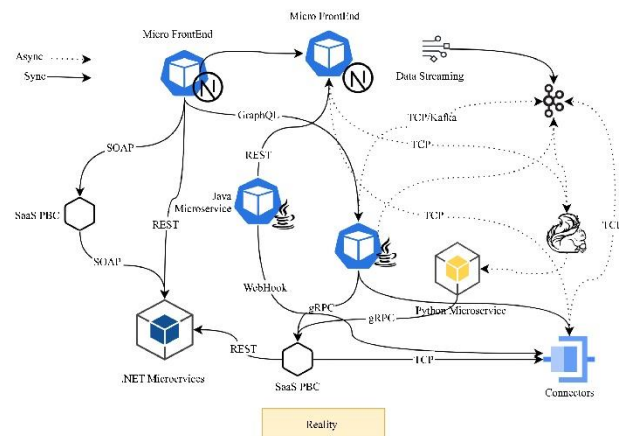 Micro FrontEnd
Micro FrontEnd
Async
Sync
Data Streaming
GraphQL
TCP/Kafka
SOAP
REST
TCP
Java
Microservice
SaaS PBC
REST
TCP
TCP
SOAP
WebHook
gRPC
gRPC
Python Microservice
REST
TCP
.NET Microervices
SaaS PBC
Connectors
Reality